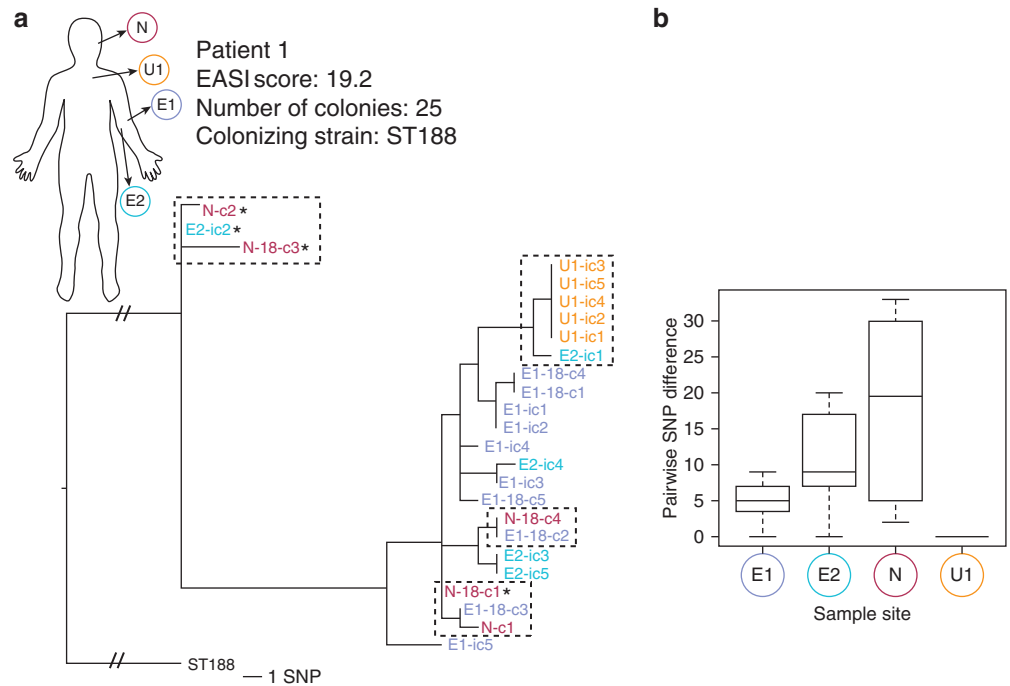 a
N
U1
E1
E2
Patient 1
EASI score: 19.2
Number of colonies: 25
Colonizing strain: ST188
N-c2*
E2-ic2*
N-18-c3*
U1-ic3
U1-ic5
U1-ic4
U1-ic2
U1-ic1
E2-ic1
E1-18-c4
E1-18-c1
E1-ic1
E1-ic2
E1-ic4
E2-ic4
E1-ic3
E1-18-c5
N-18-c4
E1-18-c2
E2-ic3
E2-ic5
N-18-c1*
E1-18-c3
N-c1
E1-ic5
ST188
1 SNP
b
Pairwise SNP difference
30
25
20
15
10
5
0
E1 E2 N U1
Sample site